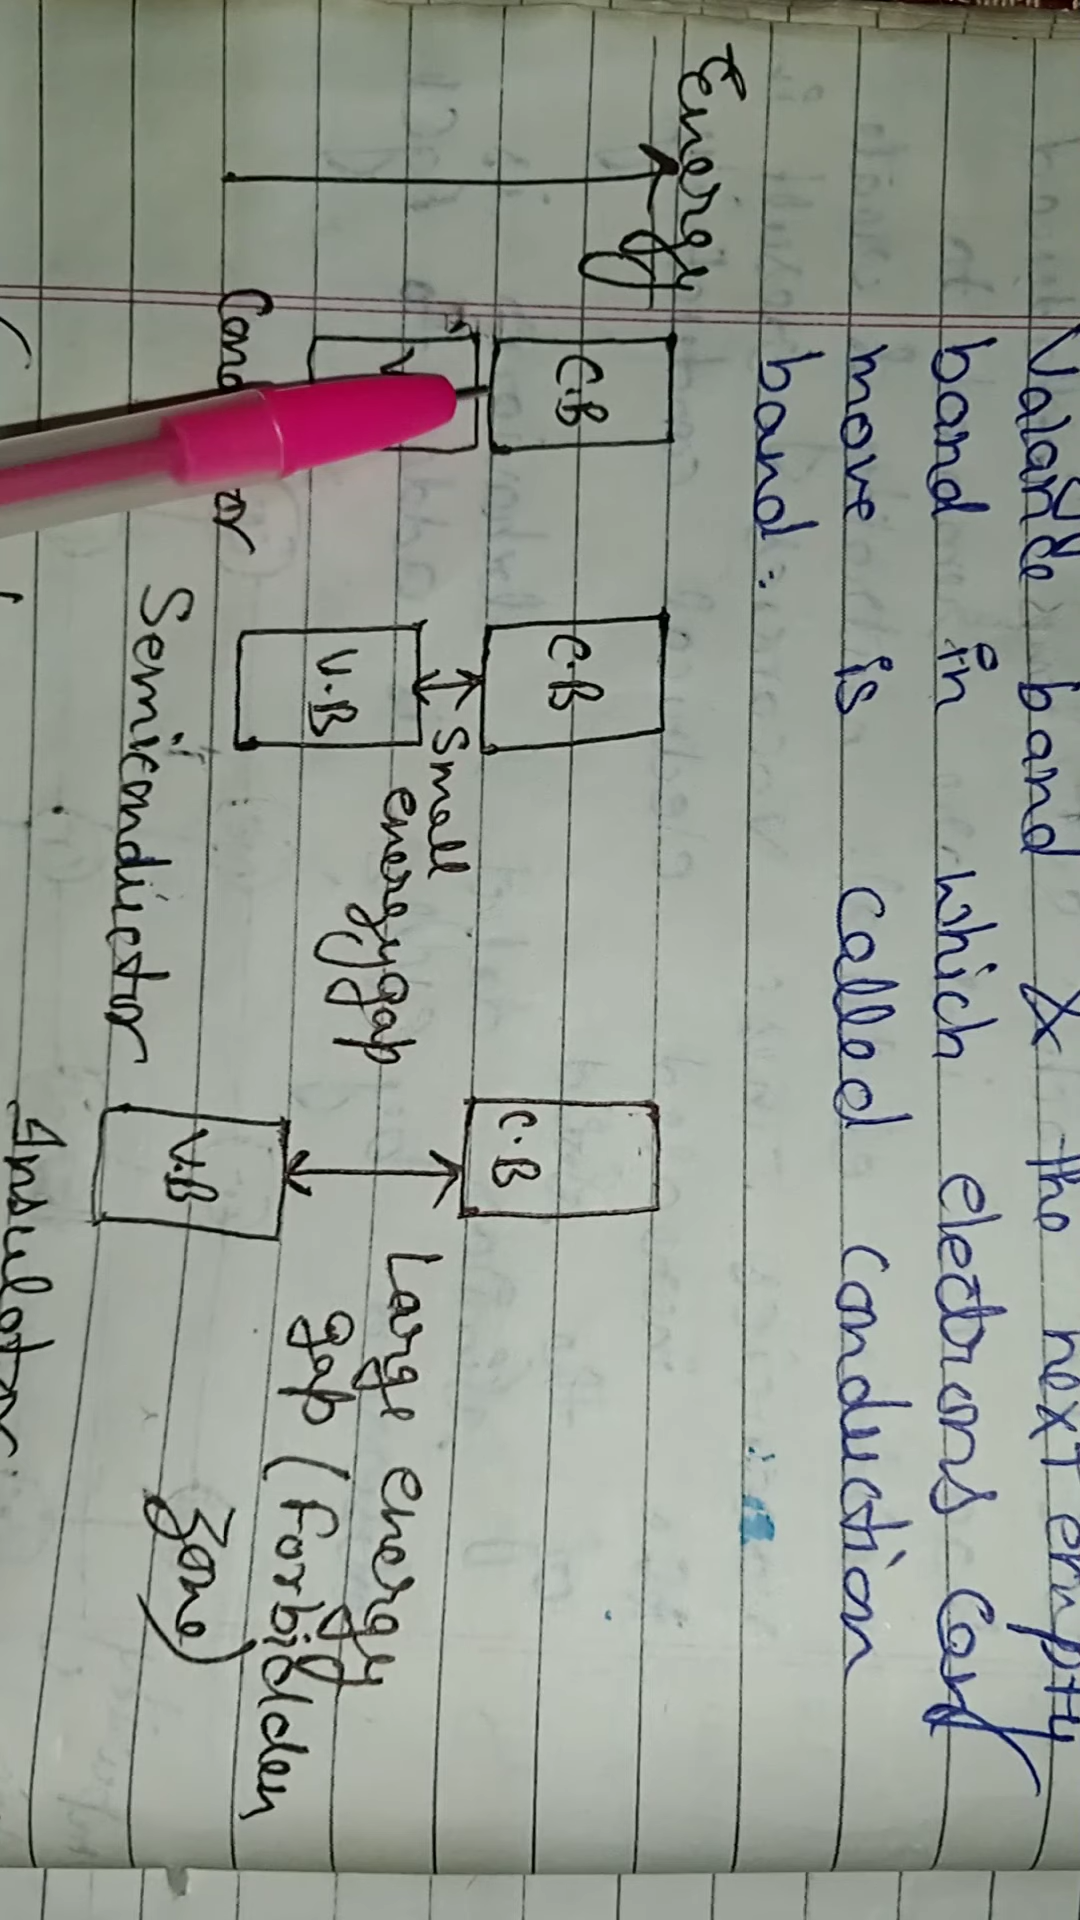 Valance band & the next empty
band in which electrons can
move is called conduction
band.
Energy
C.B
C.B
C.B
V
V.B
Small
energy gap
Large energy
gap (Forbidden
Zone)
V.B
Semiconductor
Insulator